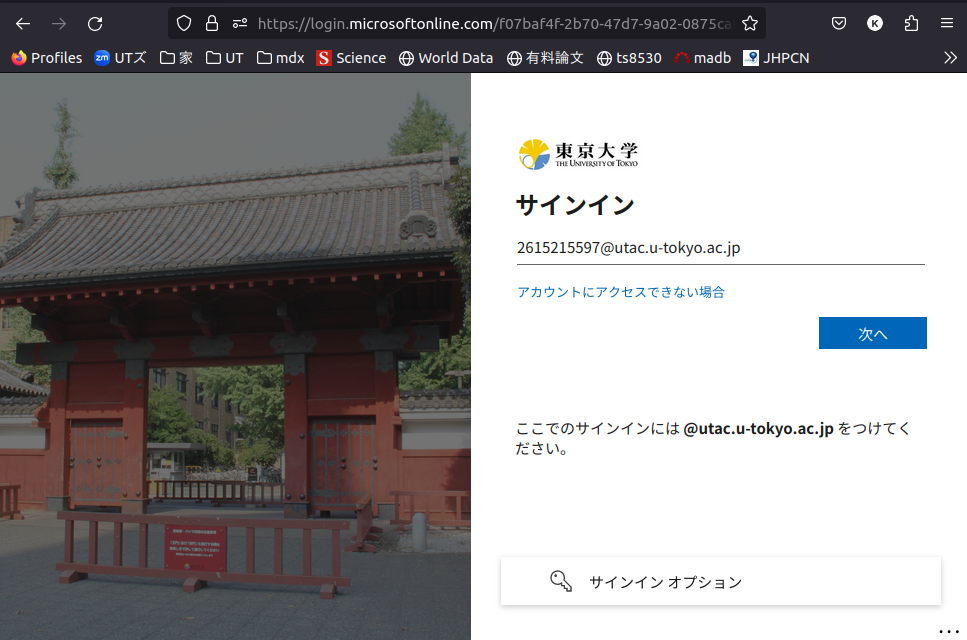 https://login.microsoftonline.com/f07baf4f-2b70-47d7-9a02-0875ca
K
Profiles
zm UTズ
家
UT
mdx
S Science
World Data
有料論文
ts8530
madb
JHPCN
東京大学
THE UNIVERSITY OF TOKYO
サインイン
2615215597@utac.u-tokyo.ac.jp
アカウントにアクセスできない場合
次へ
ここでのサインインには @utac.u-tokyo.ac.jp をつけてく
ださい。
サインイン オプション